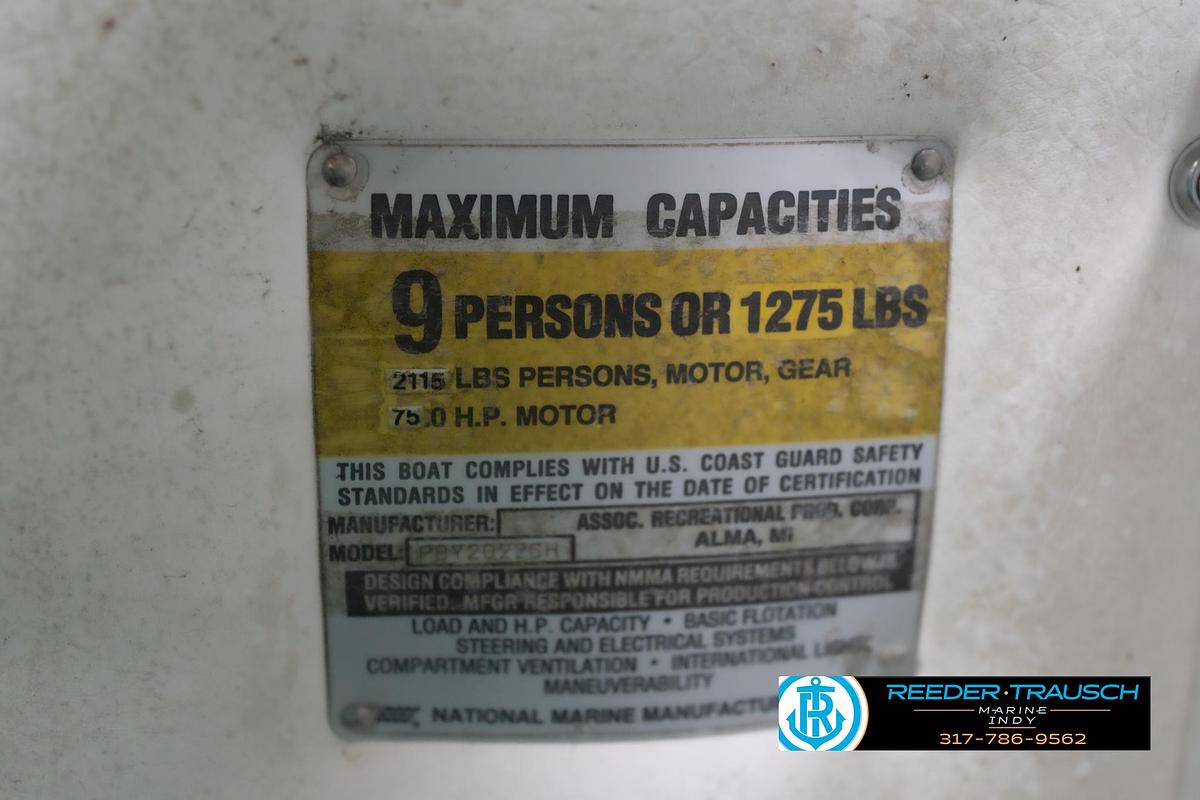 MAXIMUM CAPACITIES
9 PERSONS OR 1275 LBS
2115 LBS PERSONS, MOTOR, GEAR
75.0 H.P. MOTOR
THIS BOAT COMPLIES WITH U.S. COAST GUARD SAFETY
STANDARDS IN EFFECT ON THE DATE OF CERTIFICATION
MANUFACTURER: ASSOC. RECREATIONAL PROD. CORP.
ALMA, MI
MODEL:
DESIGN COMPLIANCE WITH NMMA REQUIREMENTS BELOW IS
VERIFIED. MFGR RESPONSIBLE FOR PRODUCTION CONTROL
LOAD AND H.P. CAPACITY • BASIC FLOTATION
STEERING AND ELECTRICAL SYSTEMS
COMPARTMENT VENTILATION • INTERNATIONAL LIGHTS
MANEUVERABILITY
NATIONAL MARINE
REEDER·TRAUSCH
MARINE
INDY
317-786-9562